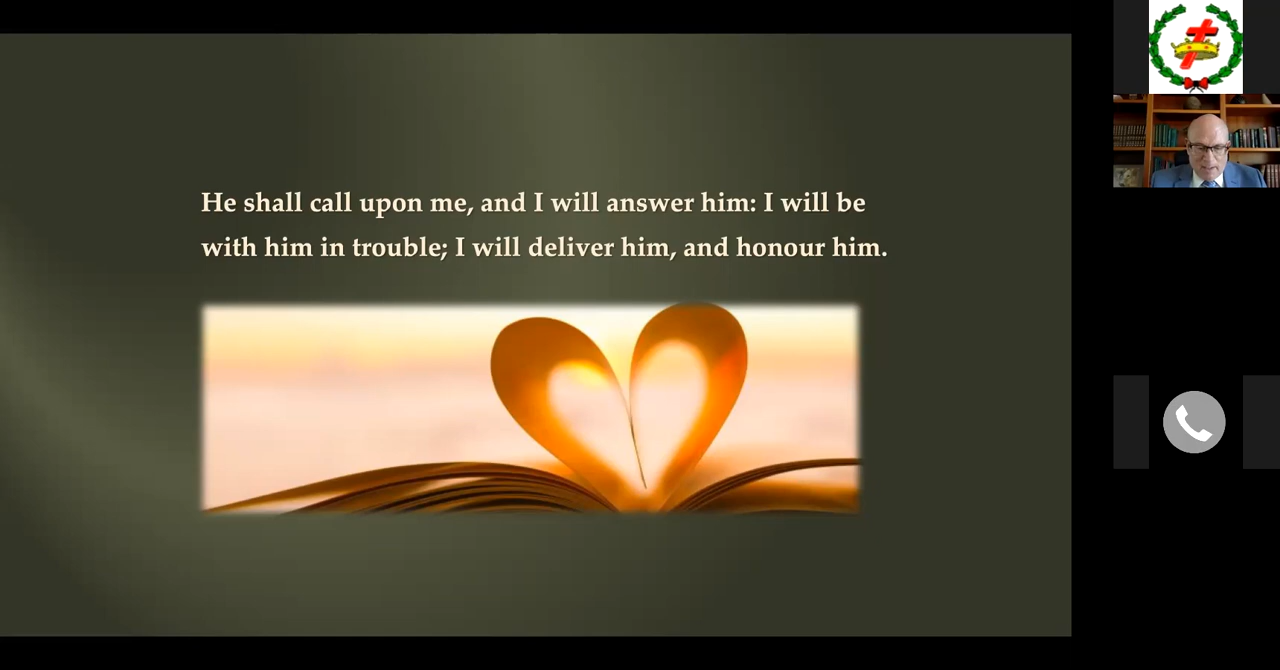 He shall call upon me, and I will answer him: I will be
with him in trouble; I will deliver him, and honour him.